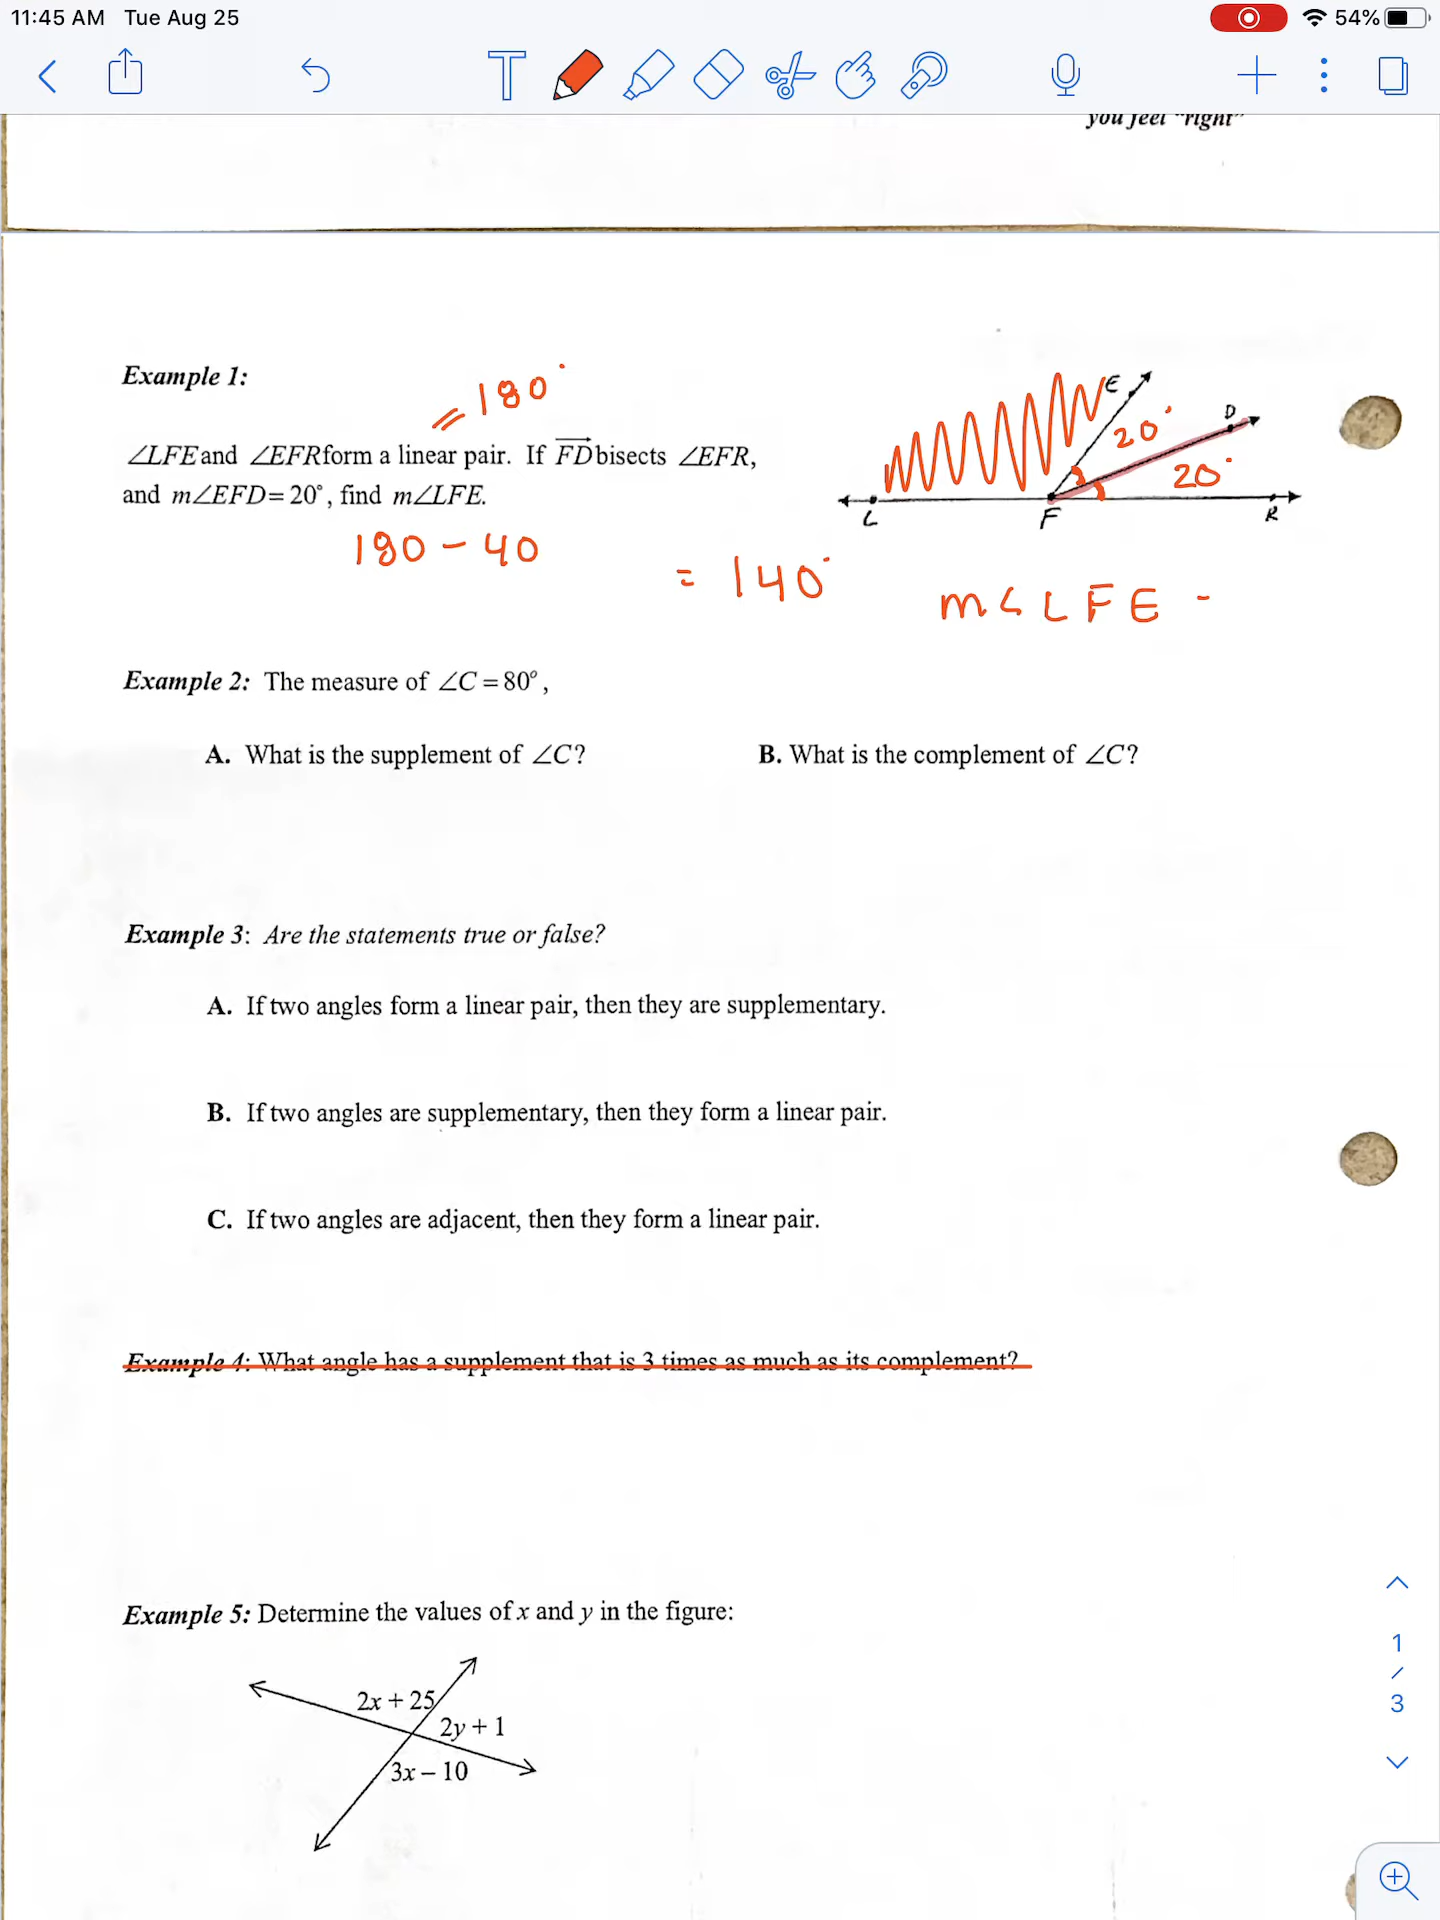 11:45 AM Tue Aug 25
54%
you feel "right"
Example 1:
= 180°
∠LFE and ∠EFR form a linear pair. If FD bisects ∠EFR,
and m∠EFD = 20°, find m∠LFE.
E
D
20°
20°
L
F
R
180 - 40
= 140°
m∠LFE -
Example 2: The measure of ∠C = 80°,
A. What is the supplement of ∠C?
B. What is the complement of ∠C?
Example 3: Are the statements true or false?
A. If two angles form a linear pair, then they are supplementary.
B. If two angles are supplementary, then they form a linear pair.
C. If two angles are adjacent, then they form a linear pair.
Example 4: What angle has a supplement that is 3 times as much as its complement?
Example 5: Determine the values of x and y in the figure:
2x + 25
2y + 1
3x – 10
1
/
3